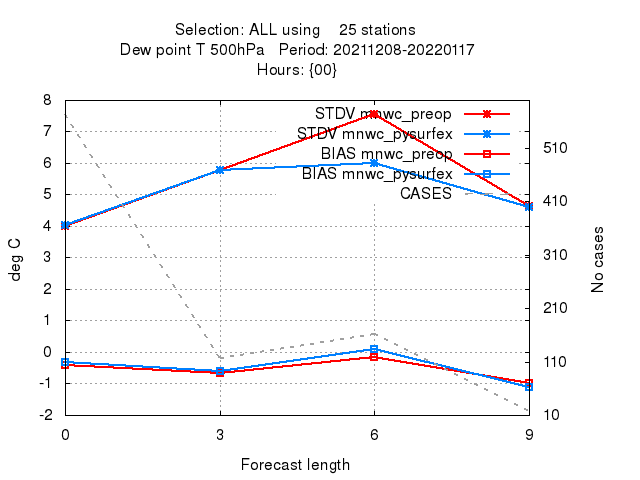 Selection: ALL using    25 stations
Dew point T 500hPa   Period: 20211208-20220117
Hours: {00}
STDV mnwc_preop
STDV mnwc_pysurfex
BIAS mnwc_preop
BIAS mnwc_pysurfex
CASES
8
7
6
5
4
3
2
1
0
-1
-2
deg C
510
410
310
210
110
10
No cases
0 3 6 9
Forecast length